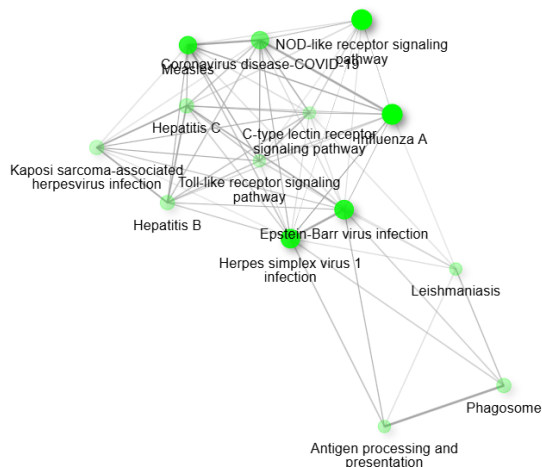 NOD-like receptor signaling
pathway
Coronavirus disease-COVID-19
Measles
Hepatitis C
C-type lectin receptor
signaling pathway
Influenza A
Kaposi sarcoma-associated
herpesvirus infection
Toll-like receptor signaling
pathway
Hepatitis B
Epstein-Barr virus infection
Herpes simplex virus 1
infection
Leishmaniasis
Phagosome
Antigen processing and
presentation